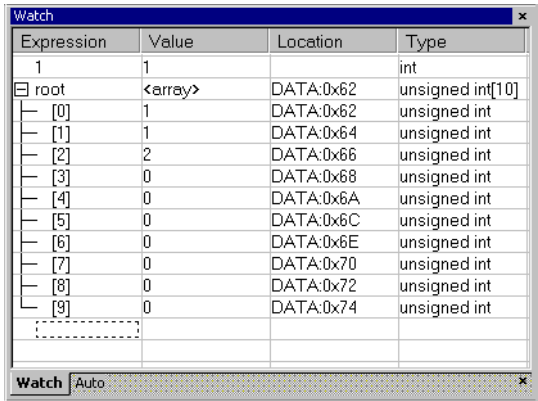 Watch
Expression Value Location Type
1 1 int
root <array> DATA:0x62 unsigned int[10]
[0] 1 DATA:0x62 unsigned int
[1] 1 DATA:0x64 unsigned int
[2] 2 DATA:0x66 unsigned int
[3] 0 DATA:0x68 unsigned int
[4] 0 DATA:0x6A unsigned int
[5] 0 DATA:0x6C unsigned int
[6] 0 DATA:0x6E unsigned int
[7] 0 DATA:0x70 unsigned int
[8] 0 DATA:0x72 unsigned int
[9] 0 DATA:0x74 unsigned int
Watch Auto